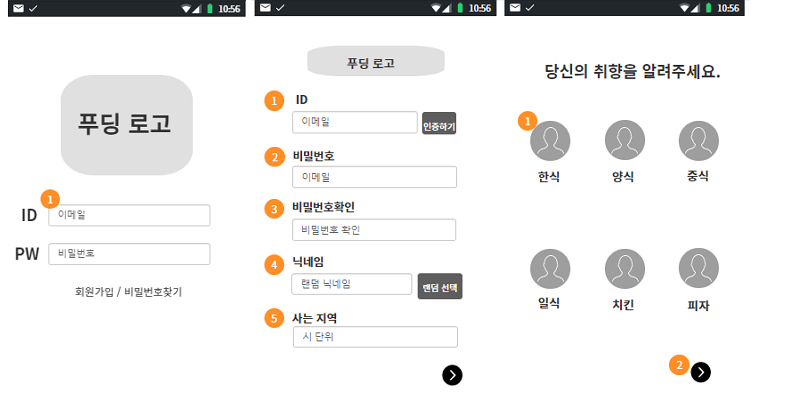 10:56
푸딩 로고
1
ID
이메일
PW
비밀번호
회원가입 / 비밀번호찾기
10:56
푸딩 로고
1
ID
이메일
인증하기
2
비밀번호
이메일
3
비밀번호확인
비밀번호 확인
4
닉네임
랜덤 닉네임
랜덤 선택
5
사는 지역
시 단위
10:56
당신의 취향을 알려주세요.
1
한식
양식
중식
일식
치킨
피자
2